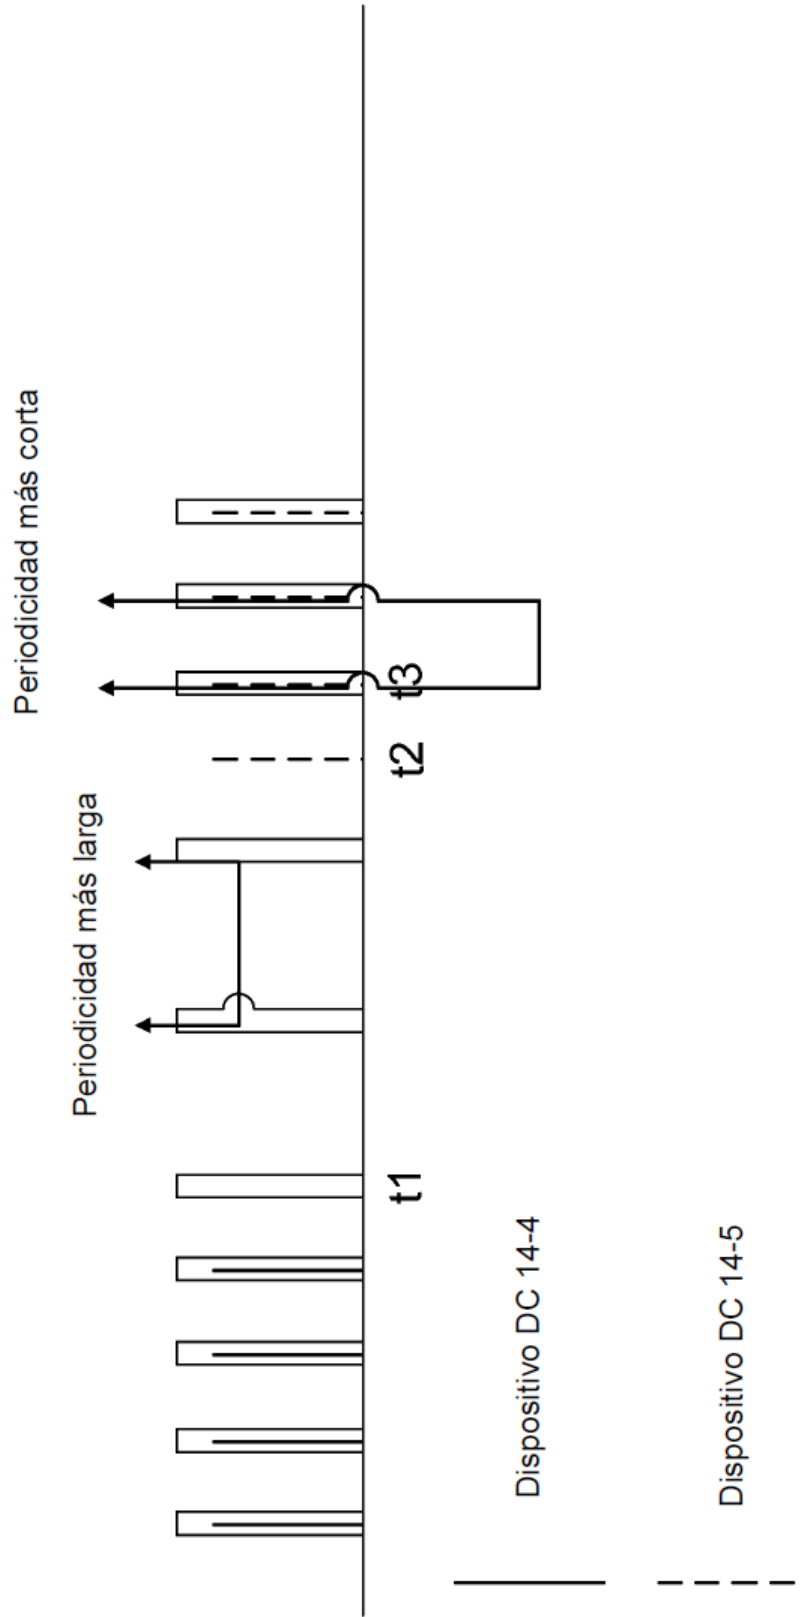 Periodicidad más larga
Periodicidad más corta
t1
t2
t3
Dispositivo DC 14-4
Dispositivo DC 14-5